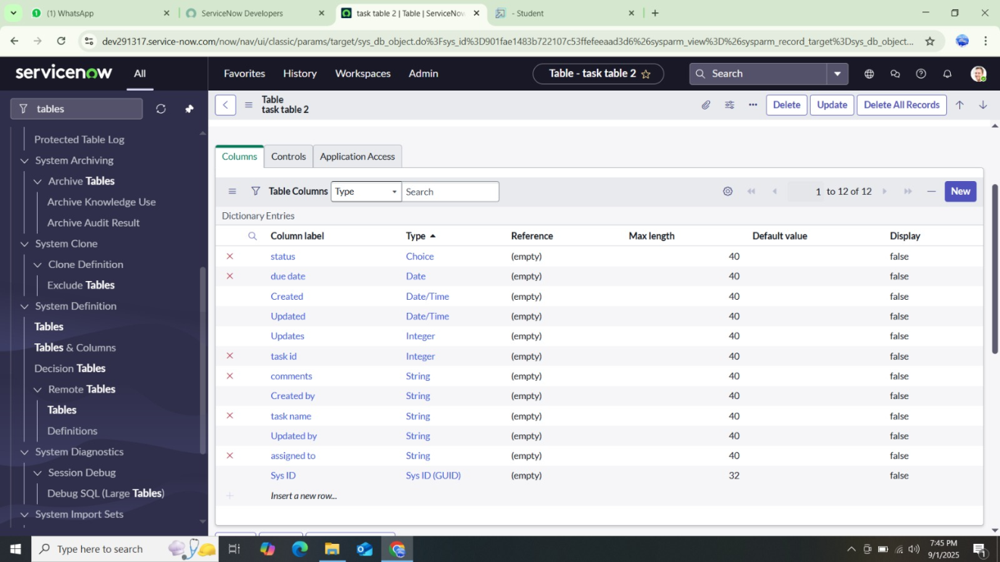 (1) WhatsApp
ServiceNow Developers
task table 2 | Table | ServiceNow
- Student
dev291317.service-now.com/now/nav/ui/classic/params/target/sys_db_object.do%3Fsys_id%3D901fae1483b722107c53ffefeeaad3d6%26sysparm_view%3D%26sysparm_record_target%3Dsys_db_object...
servicenow
All
Favorites
History
Workspaces
Admin
Table - task table 2
Search
tables
Table
task table 2
Delete
Update
Delete All Records
Protected Table Log
System Archiving
Archive Tables
Archive Knowledge Use
Archive Audit Result
System Clone
Clone Definition
Exclude Tables
System Definition
Tables
Tables & Columns
Decision Tables
Remote Tables
Tables
Definitions
System Diagnostics
Session Debug
Debug SQL (Large Tables)
System Import Sets
Columns
Controls
Application Access
Table Columns Type Search 1 to 12 of 12 New
Dictionary Entries
Column label Type Reference Max length Default value Display
status Choice (empty) 40 false
due date Date (empty) 40 false
Created Date/Time (empty) 40 false
Updated Date/Time (empty) 40 false
Updates Integer (empty) 40 false
task id Integer (empty) 40 false
comments String (empty) 40 false
Created by String (empty) 40 false
task name String (empty) 40 false
Updated by String (empty) 40 false
assigned to String (empty) 40 false
Sys ID Sys ID (GUID) (empty) 32 false
Insert a new row...
Type here to search
7:45 PM
9/1/2025
1